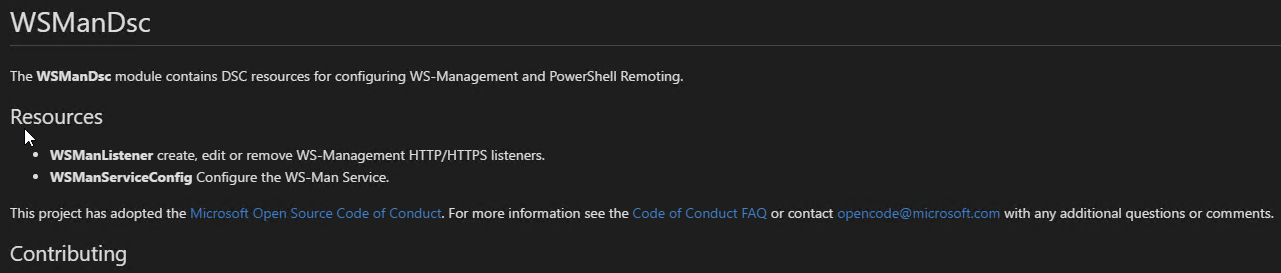 WSManDsc
The WSManDsc module contains DSC resources for configuring WS-Management and PowerShell Remoting.
Resources
• WSManListener create, edit or remove WS-Management HTTP/HTTPS listeners.
• WSManServiceConfig Configure the WS-Man Service.
This project has adopted the Microsoft Open Source Code of Conduct. For more information see the Code of Conduct FAQ or contact opencode@microsoft.com with any additional questions or comments.
Contributing